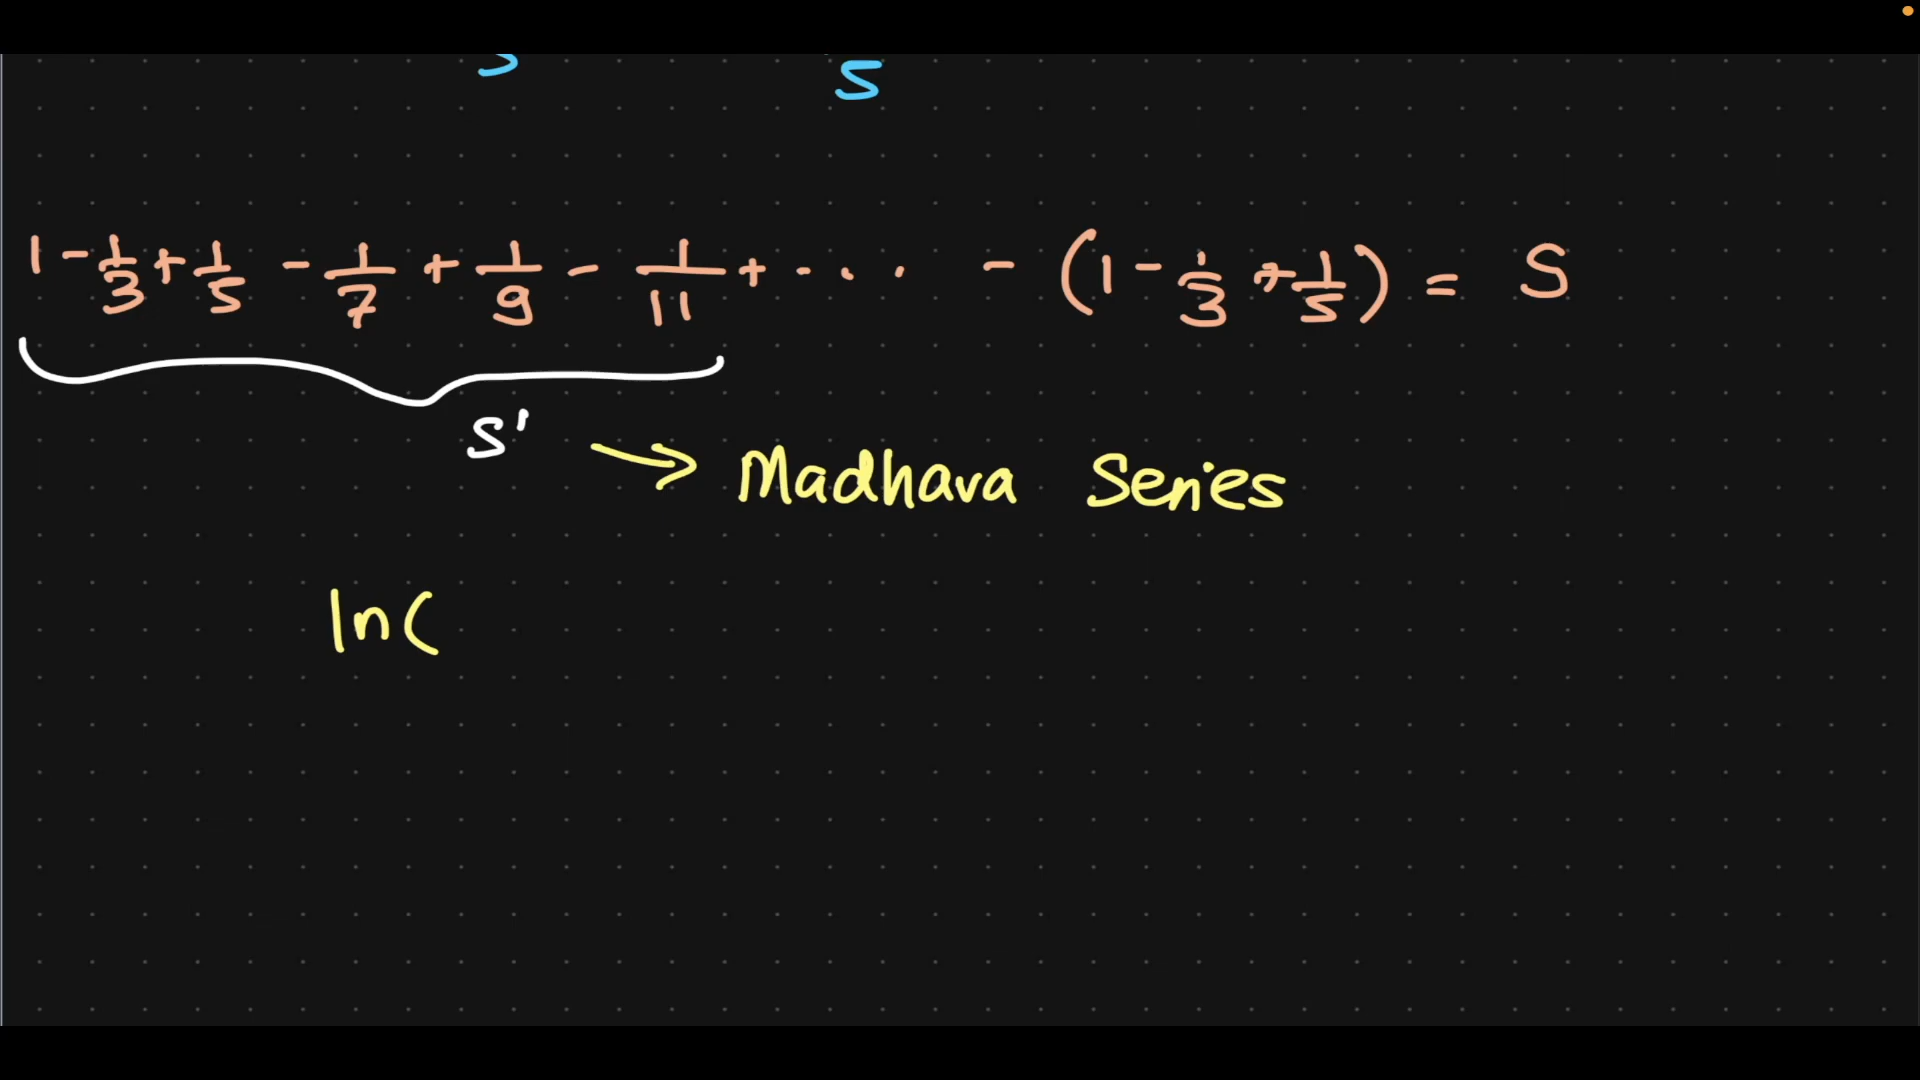 S S
1 - 1/3 + 1/5 - 1/7 + 1/9 - 1/11 + ... - (1 - 1/3 + 1/5) = S
S' → Madhava Series
ln(